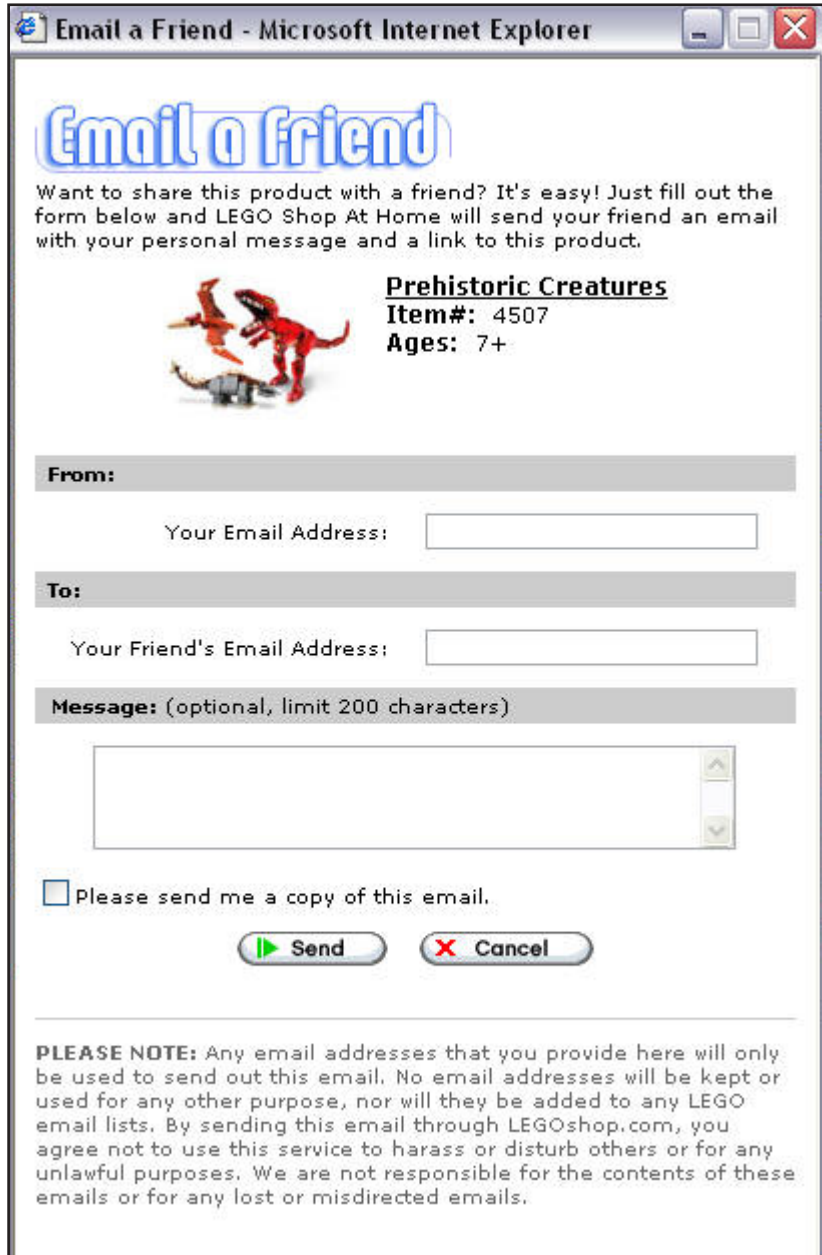 Email a Friend - Microsoft Internet Explorer
Email a Friend
Want to share this product with a friend? It's easy! Just fill out the
form below and LEGO Shop At Home will send your friend an email
with your personal message and a link to this product.
Prehistoric Creatures
Item#: 4507
Ages: 7+
From:
Your Email Address:
To:
Your Friend's Email Address:
Message: (optional, limit 200 characters)
Please send me a copy of this email.
Send Cancel
PLEASE NOTE: Any email addresses that you provide here will only
be used to send out this email. No email addresses will be kept or
used for any other purpose, nor will they be added to any LEGO
email lists. By sending this email through LEGOshop.com, you
agree not to use this service to harass or disturb others or for any
unlawful purposes. We are not responsible for the contents of these
emails or for any lost or misdirected emails.